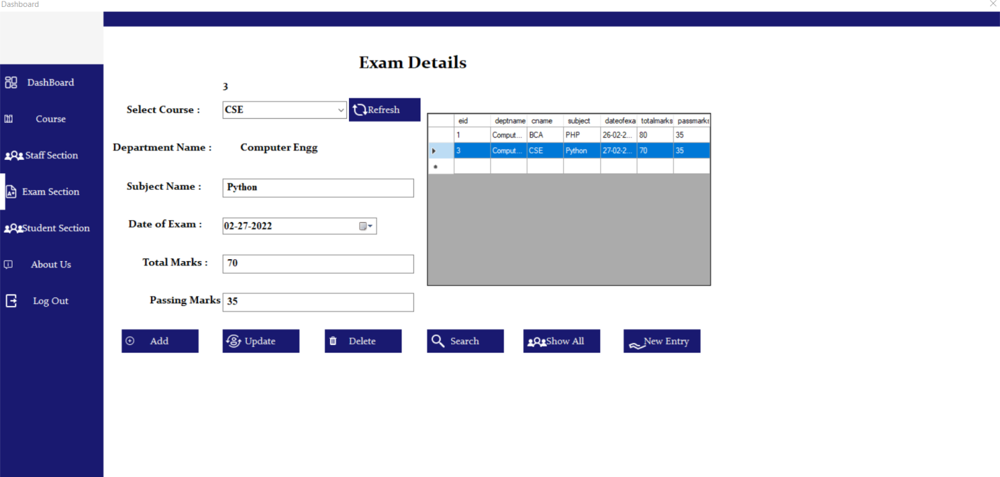 Dashboard
DashBoard
Course
Staff Section
Exam Section
Student Section
About Us
Log Out
Exam Details
3
Select Course :
CSE
Refresh
Department Name :
Computer Engg
Subject Name :
Python
Date of Exam :
02-27-2022
Total Marks :
70
Passing Marks
35
eid deptname cname subject dateofexa totalmarks passmarks
1 Comput... BCA PHP 26-02-2... 80 35
3 Comput... CSE Python 27-02-2... 70 35
Add
Update
Delete
Search
Show All
New Entry